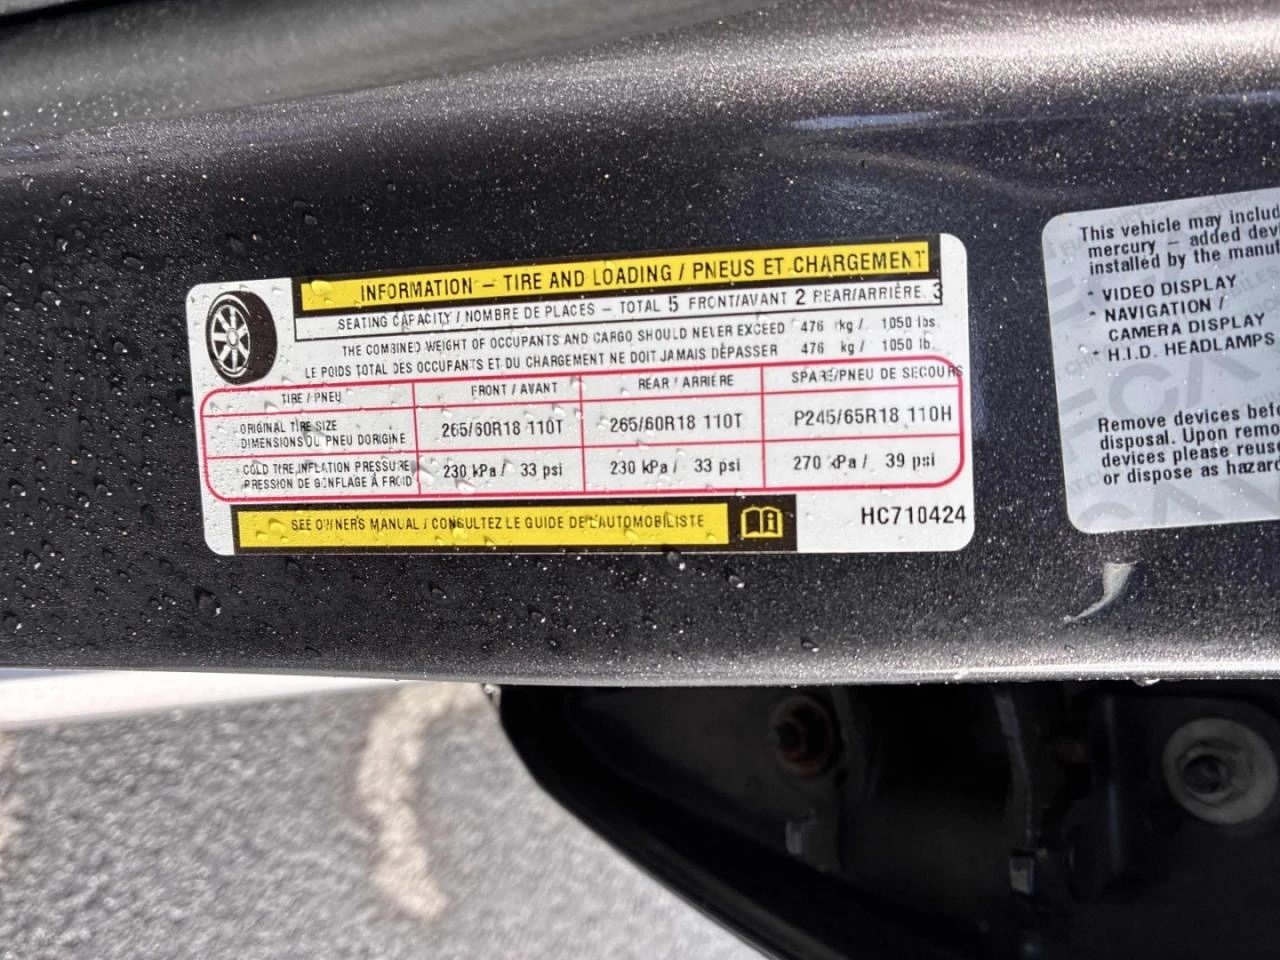 INFORMATION – TIRE AND LOADING / PNEUS ET CHARGEMENT
SEATING CAPACITY / NOMBRE DE PLACES – TOTAL 5 FRONT/AVANT 2 REAR/ARRIÈRE 3
THE COMBINED WEIGHT OF OCCUPANTS AND CARGO SHOULD NEVER EXCEED 476 kg / 1050 lbs.
LE POIDS TOTAL DES OCCUPANTS ET DU CHARGEMENT NE DOIT JAMAIS DÉPASSER 476 kg / 1050 lb.
TIRE / PNEU FRONT / AVANT REAR / ARRIÈRE SPARE/PNEU DE SECOURS
ORIGINAL TIRE SIZE
DIMENSIONS DU PNEU D'ORIGINE
265/60R18 110T 265/60R18 110T P245/65R18 110H
COLD TIRE INFLATION PRESSURE
PRESSION DE GONFLAGE À FROID
230 kPa / 33 psi 230 kPa / 33 psi 270 kPa / 39 psi
SEE OWNER'S MANUAL / CONSULTEZ LE GUIDE DE L'AUTOMOBILISTE
HC710424
This vehicle may includ
mercury – added devi
installed by the manuf
* VIDEO DISPLAY
* NAVIGATION /
CAMERA DISPLAY
* H.I.D. HEADLAMPS
Remove devices befo
disposal. Upon remo
devices please reuse
or dispose as hazard